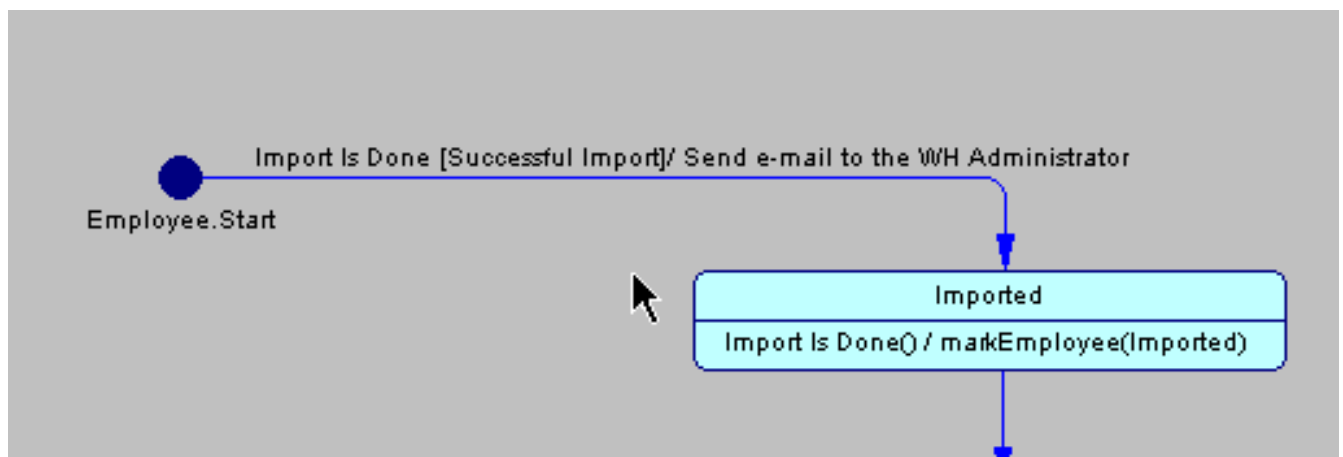 Import Is Done [Successful Import]/ Send e-mail to the WH Administrator
Employee.Start
Imported
Import Is Done() / markEmployee(Imported)